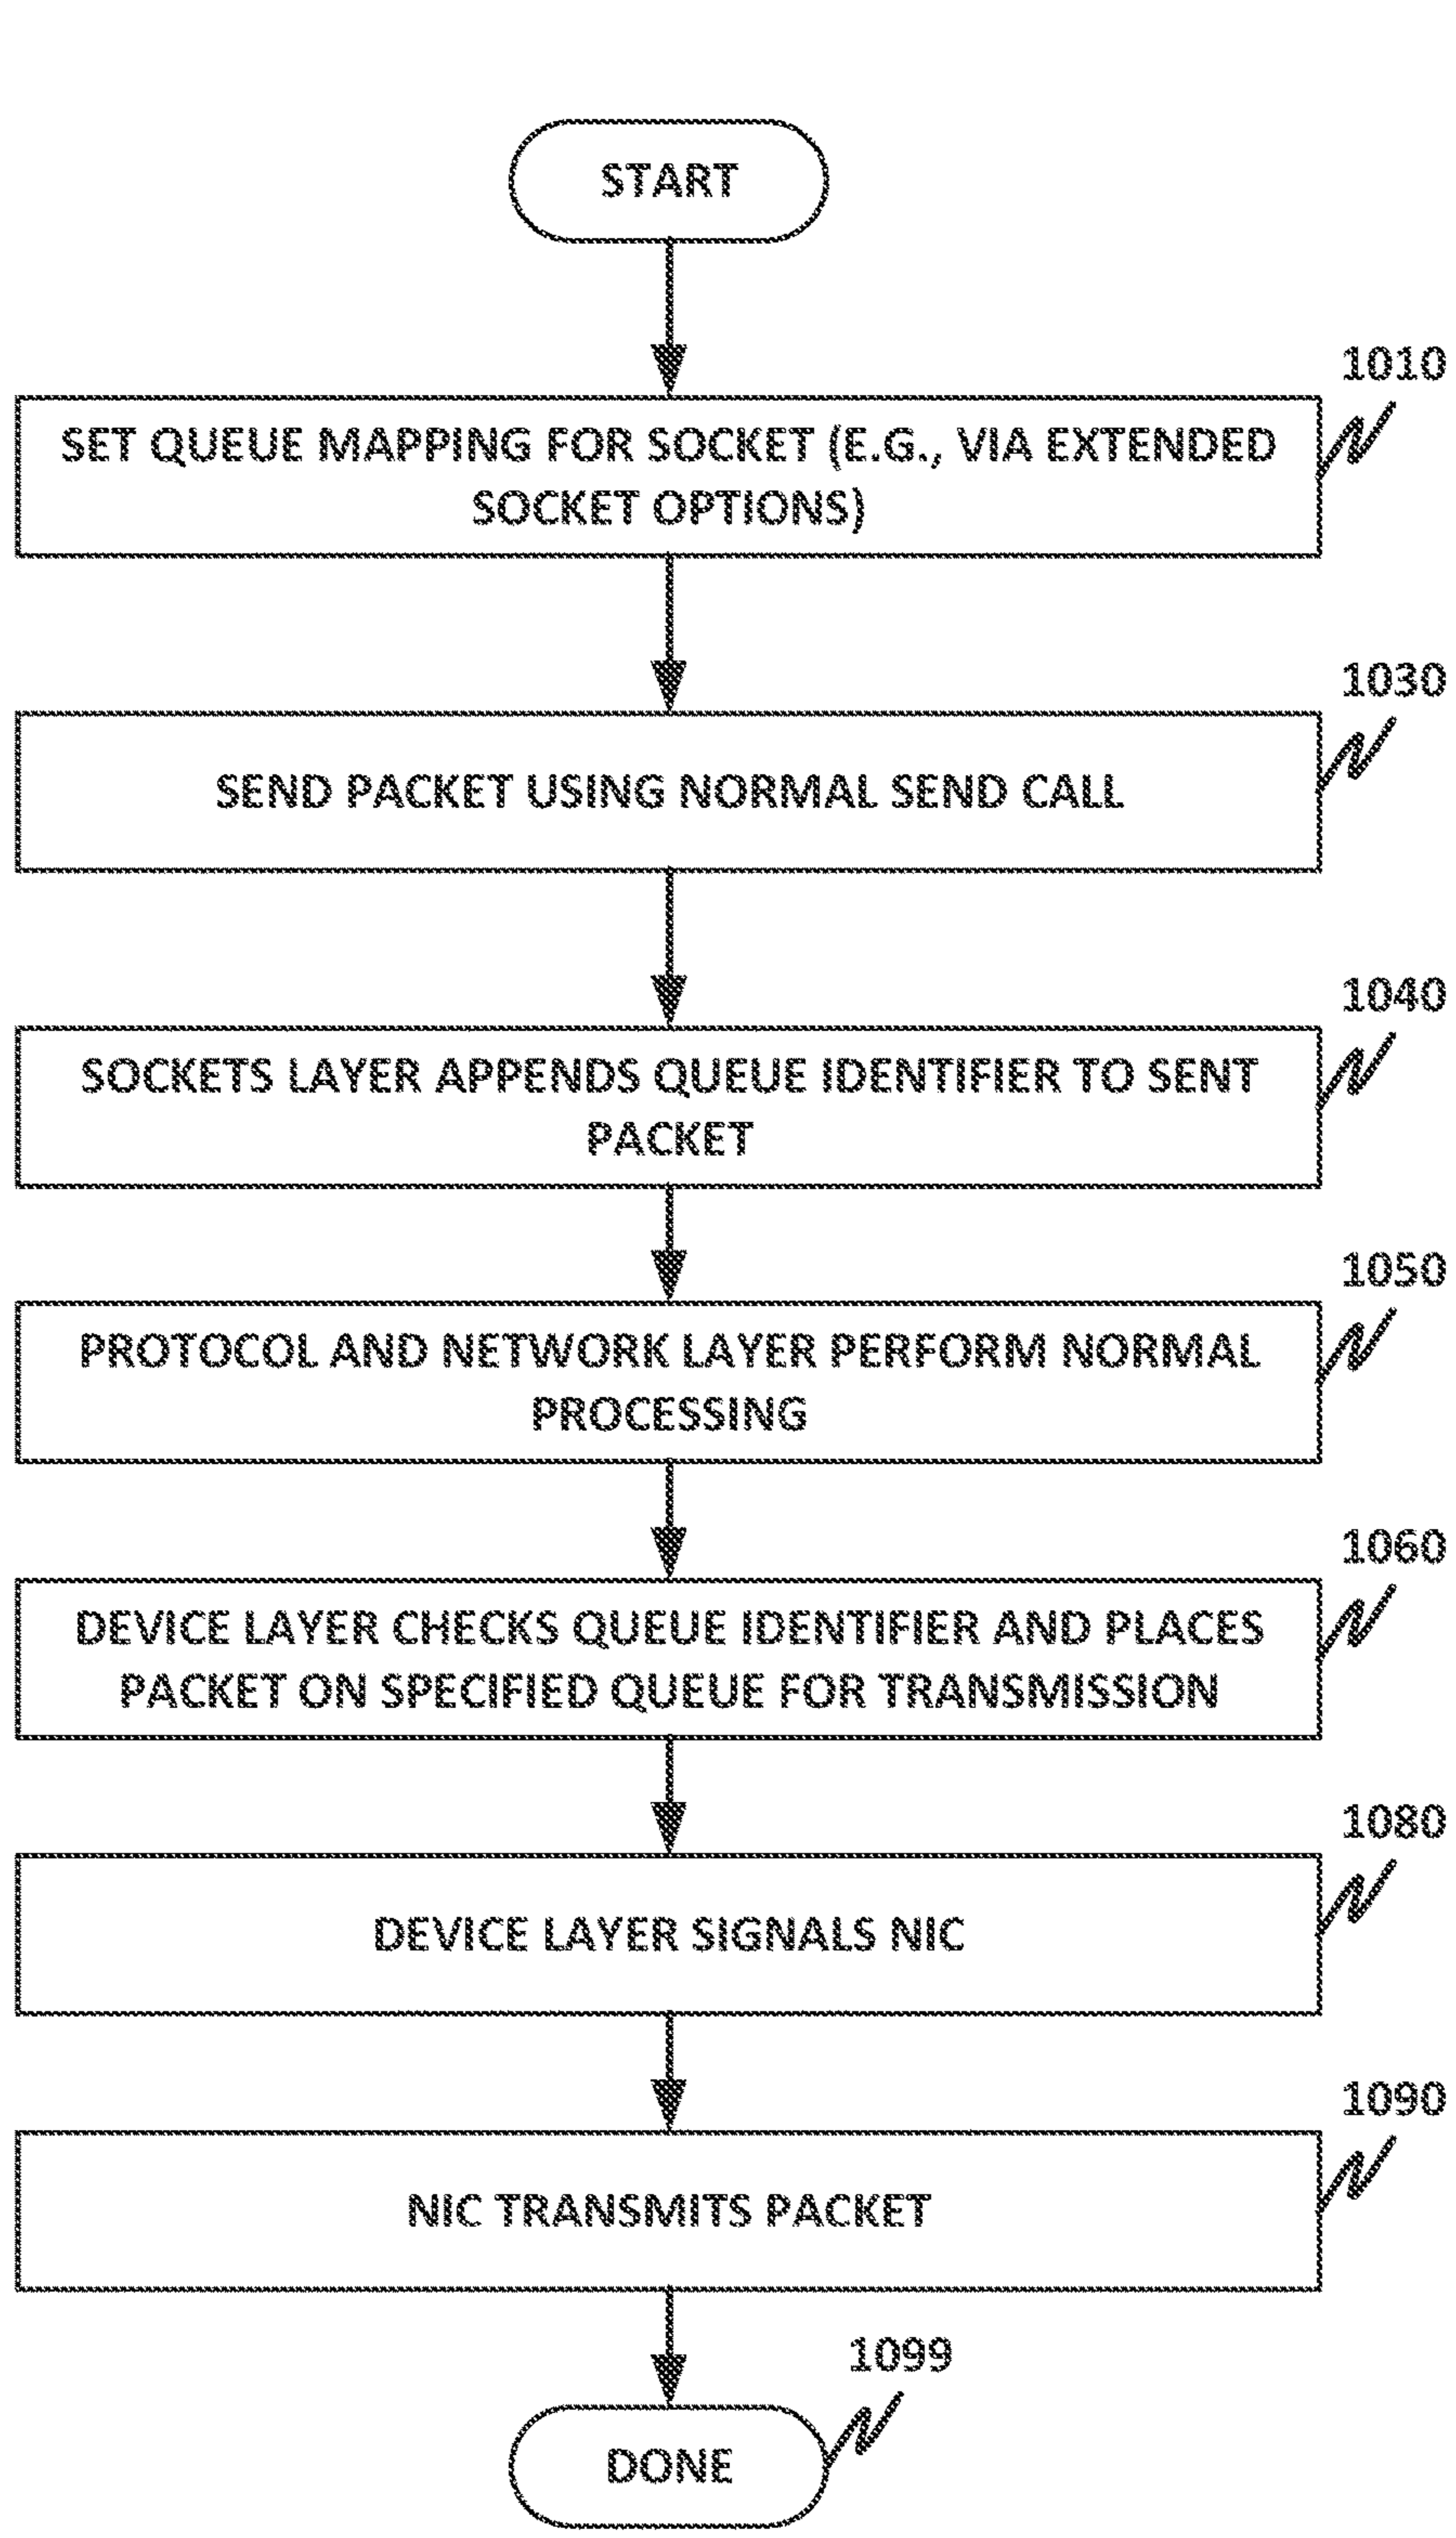 START
1010
SET QUEUE MAPPING FOR SOCKET (E.G., VIA EXTENDED
SOCKET OPTIONS)
1030
SEND PACKET USING NORMAL SEND CALL
1040
SOCKETS LAYER APPENDS QUEUE IDENTIFIER TO SENT
PACKET
1050
PROTOCOL AND NETWORK LAYER PERFORM NORMAL
PROCESSING
1060
DEVICE LAYER CHECKS QUEUE IDENTIFIER AND PLACES
PACKET ON SPECIFIED QUEUE FOR TRANSMISSION
1080
DEVICE LAYER SIGNALS NIC
1090
NIC TRANSMITS PACKET
1099
DONE